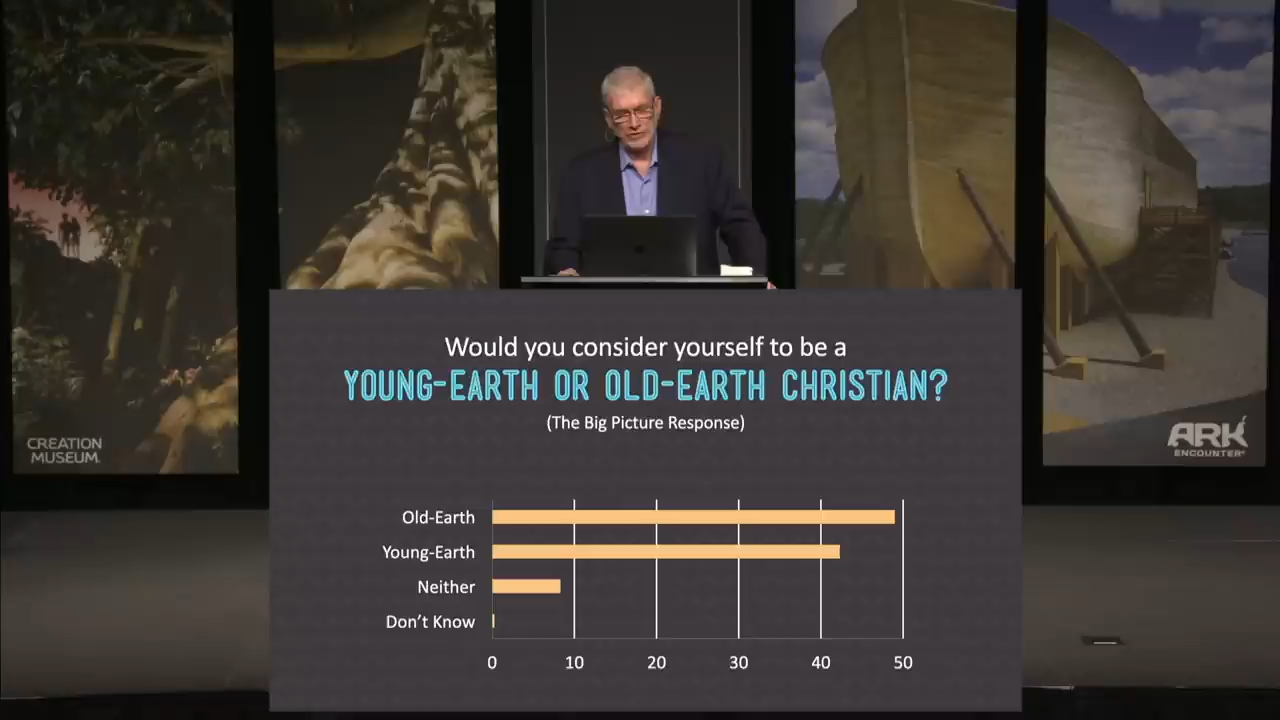 CREATION
MUSEUM
ARK
ENCOUNTER
Would you consider yourself to be a
YOUNG-EARTH OR OLD-EARTH CHRISTIAN?
(The Big Picture Response)
Old-Earth
Young-Earth
Neither
Don't Know
0 10 20 30 40 50